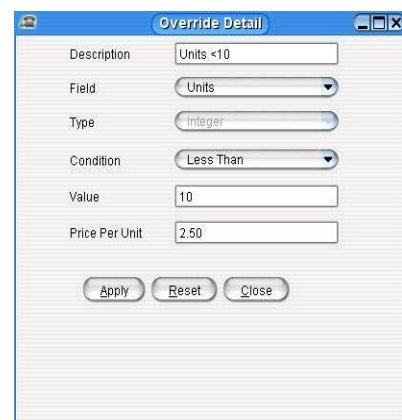 Override Detail
Description Units <10
Field Units
Type Integer
Condition Less Than
Value 10
Price Per Unit 2.50
Apply Reset Close